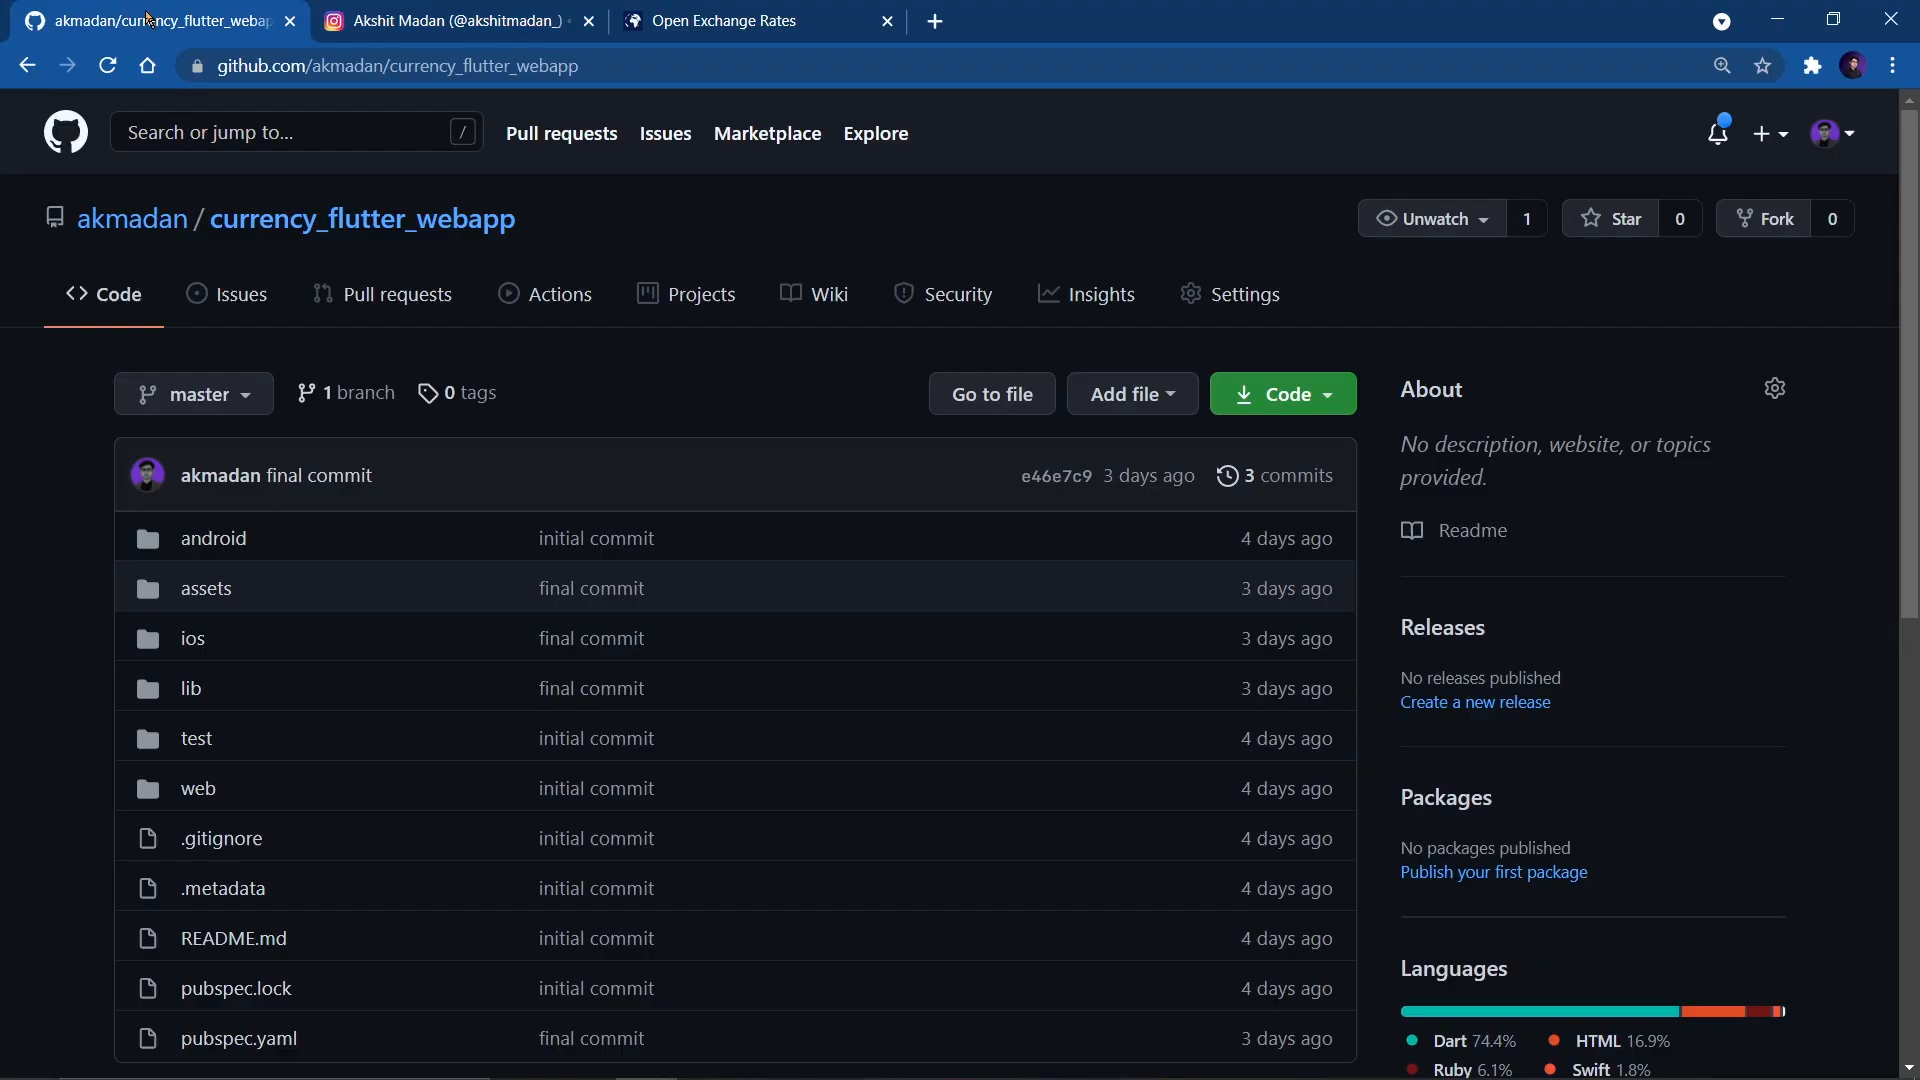 akmadan/currency_flutter_webap
Akshit Madan (@akshitmadan_)
Open Exchange Rates
github.com/akmadan/currency_flutter_webapp
Search or jump to...
/
Pull requests
Issues
Marketplace
Explore
akmadan / currency_flutter_webapp
Unwatch 1
Star 0
Fork 0
Code
Issues
Pull requests
Actions
Projects
Wiki
Security
Insights
Settings
master
1 branch
0 tags
Go to file
Add file
Code
akmadan final commit
e46e7c9 3 days ago
3 commits
android initial commit 4 days ago
assets final commit 3 days ago
ios final commit 3 days ago
lib final commit 3 days ago
test initial commit 4 days ago
web initial commit 4 days ago
.gitignore initial commit 4 days ago
.metadata initial commit 4 days ago
README.md initial commit 4 days ago
pubspec.lock initial commit 4 days ago
pubspec.yaml final commit 3 days ago
About
No description, website, or topics
provided.
Readme
Releases
No releases published
Create a new release
Packages
No packages published
Publish your first package
Languages
Dart 74.4% HTML 16.9%
Ruby 6.1% Swift 1.8%